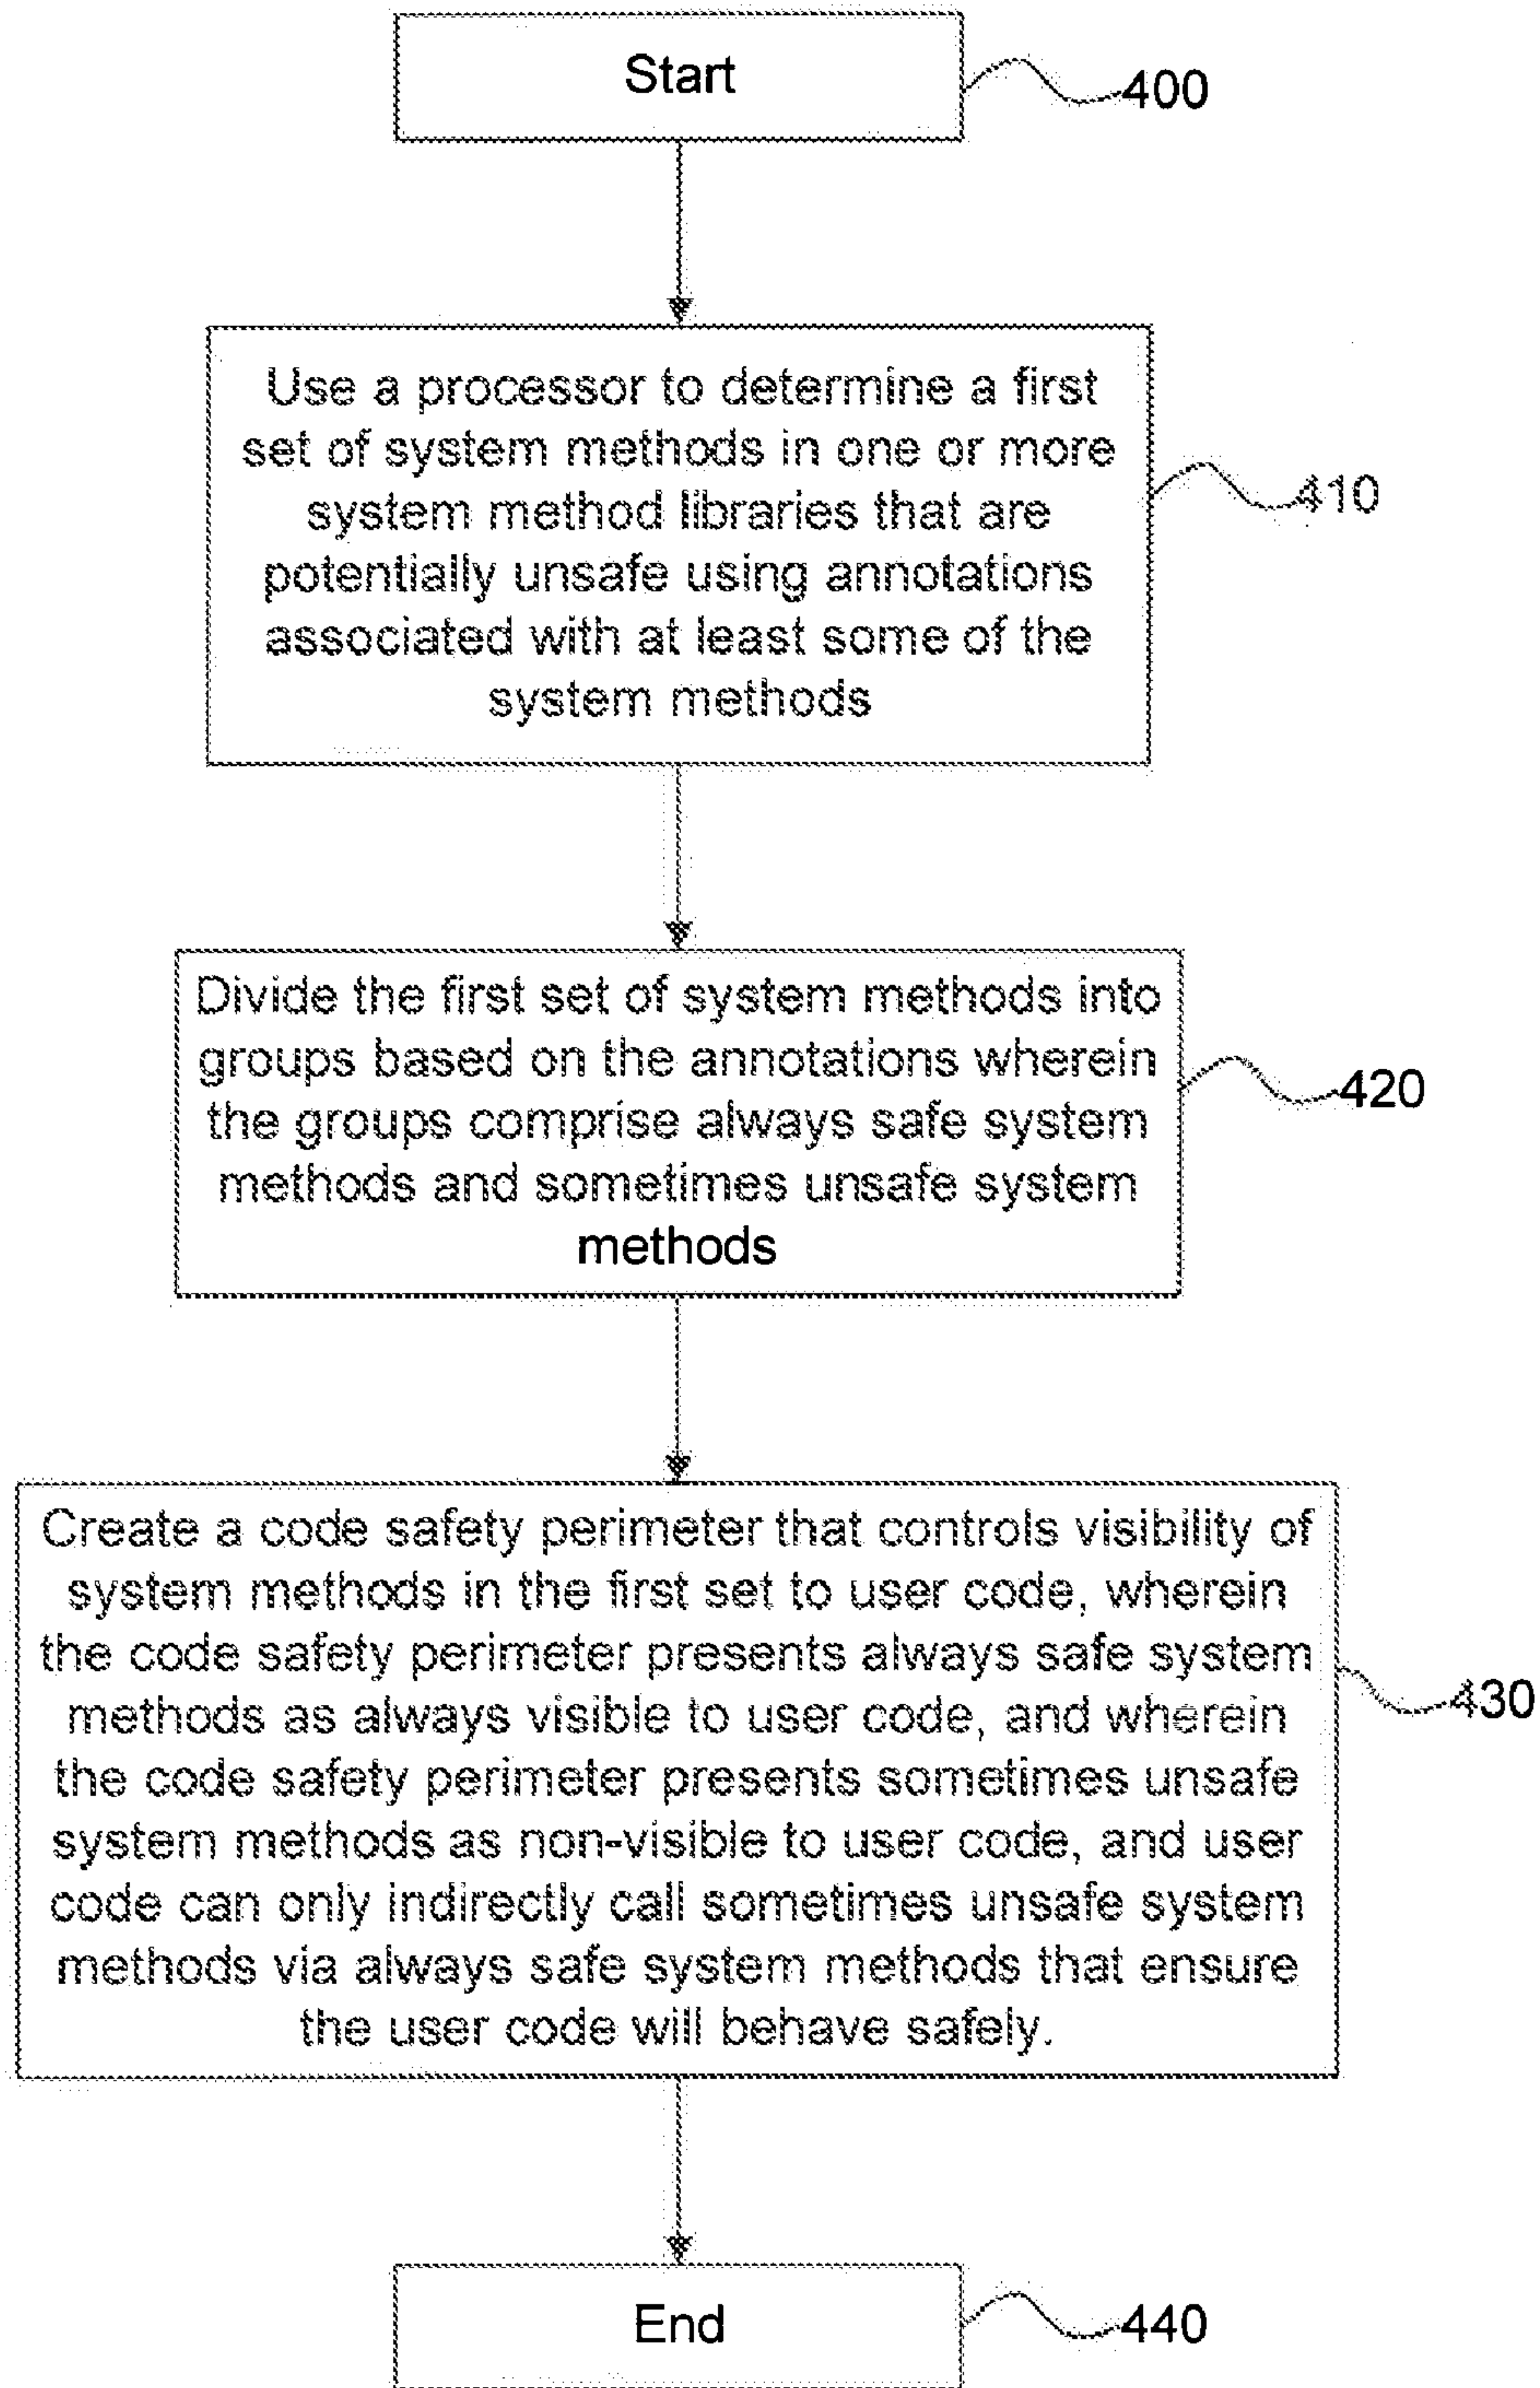 Start
400
Use a processor to determine a first
set of system methods in one or more
system method libraries that are
potentially unsafe using annotations
associated with at least some of the
system methods
410
Divide the first set of system methods into
groups based on the annotations wherein
the groups comprise always safe system
methods and sometimes unsafe system
methods
420
Create a code safety perimeter that controls visibility of
system methods in the first set to user code, wherein
the code safety perimeter presents always safe system
methods as always visible to user code, and wherein
the code safety perimeter presents sometimes unsafe
system methods as non-visible to user code, and user
code can only indirectly call sometimes unsafe system
methods via always safe system methods that ensure
the user code will behave safely.
430
End
440